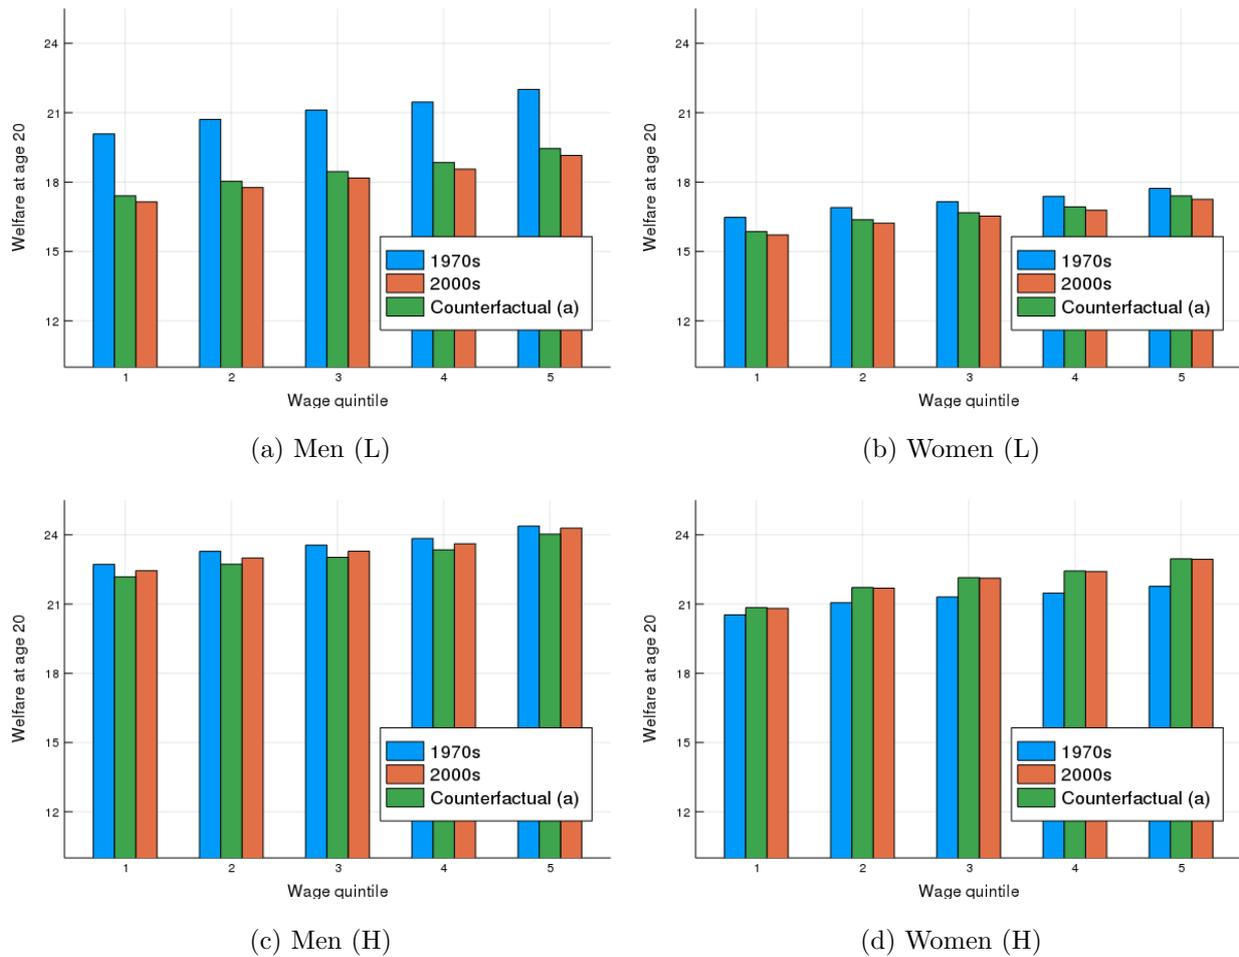 Welfare at age 20
24
21
18
15
12
1970s
2000s
Counterfactual (a)
1 2 3 4 5
Wage quintile
(a) Men (L)
Welfare at age 20
24
21
18
15
12
1970s
2000s
Counterfactual (a)
1 2 3 4 5
Wage quintile
(b) Women (L)
Welfare at age 20
24
21
18
15
12
1970s
2000s
Counterfactual (a)
1 2 3 4 5
Wage quintile
(c) Men (H)
Welfare at age 20
24
21
18
15
12
1970s
2000s
Counterfactual (a)
1 2 3 4 5
Wage quintile
(d) Women (H)